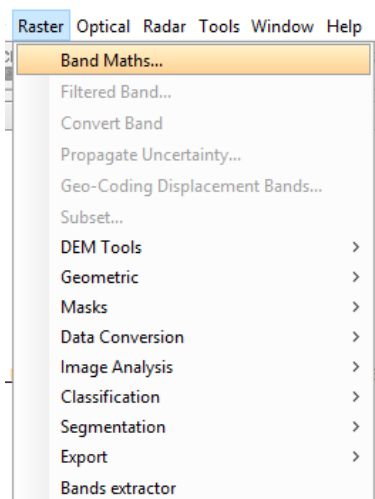 Raster Optical Radar Tools Window Help
Band Maths...
Filtered Band...
Convert Band
Propagate Uncertainty...
Geo-Coding Displacement Bands...
Subset...
DEM Tools
Geometric
Masks
Data Conversion
Image Analysis
Classification
Segmentation
Export
Bands extractor